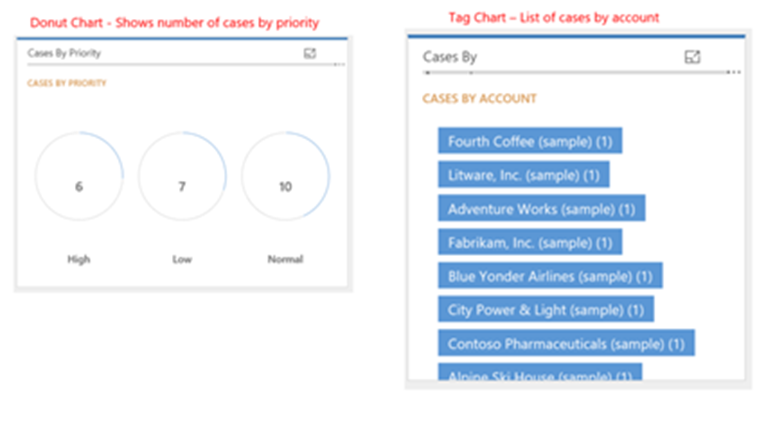 Donut Chart - Shows number of cases by priority
Cases By Priority
CASES BY PRIORITY
6
7
10
High
Low
Normal
Tag Chart – List of cases by account
Cases By
CASES BY ACCOUNT
Fourth Coffee (sample) (1)
Litware, Inc. (sample) (1)
Adventure Works (sample) (1)
Fabrikam, Inc. (sample) (1)
Blue Yonder Airlines (sample) (1)
City Power & Light (sample) (1)
Contoso Pharmaceuticals (sample) (1)
Alpine Ski House (sample) (1)